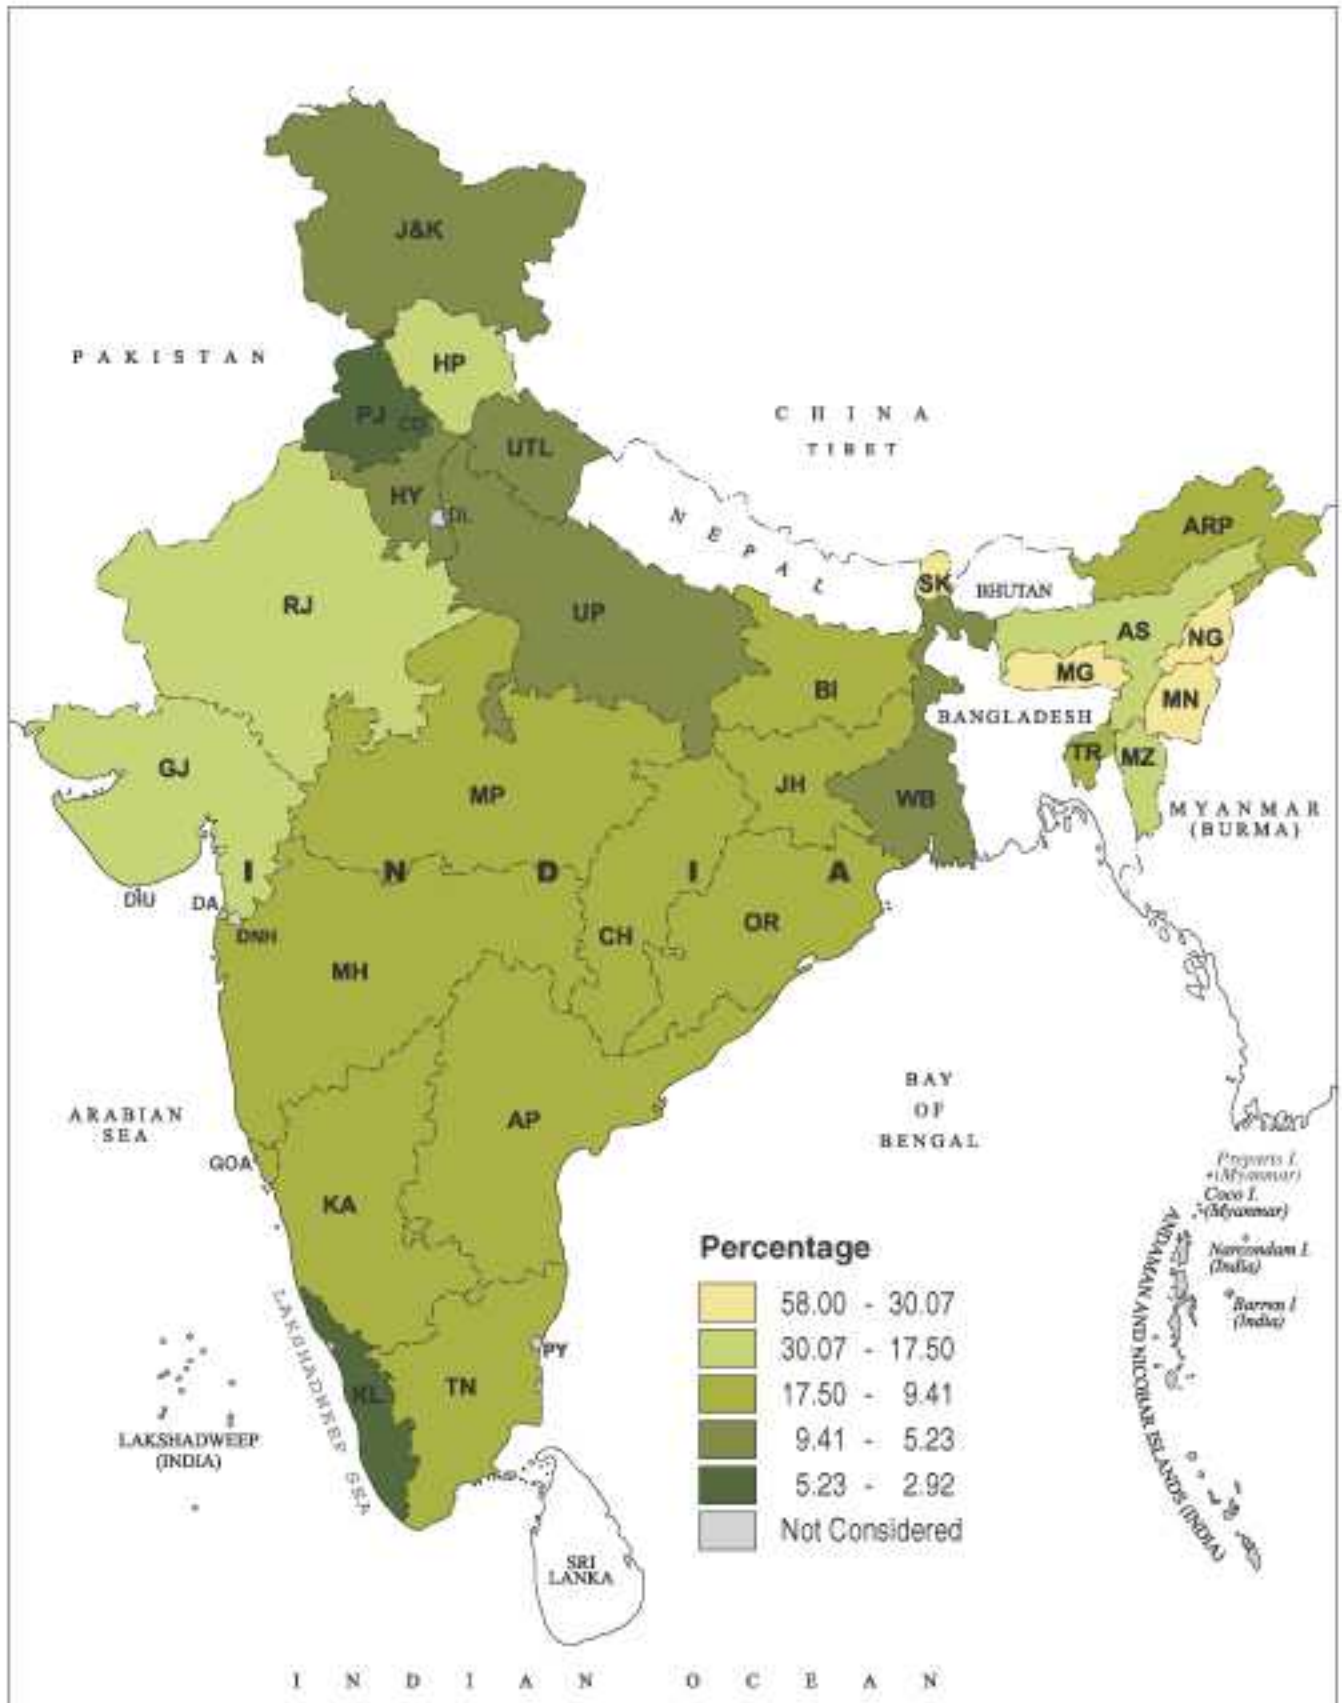 J&K
PAKISTAN
HP
CHINA
TIBET
PJ
CD
UTL
HY
DL
NEPAL
ARP
SK
BHUTAN
RJ
UP
AS
NG
MG
BI
MN
BANGLADESH
TR
MZ
GJ
MP
JH
WB
MYANMAR
(BURMA)
I N D I A
DIU
DA
DNH
CH
OR
MH
ARABIAN
SEA
AP
BAY
OF
BENGAL
GOA
KA
Preparis I.
(Myanmar)
Coco I.
(Myanmar)
Narcondam I.
(India)
Barren I
(India)
ANDAMAN AND NICOBAR ISLANDS (INDIA)
Percentage
58.00 - 30.07
30.07 - 17.50
17.50 - 9.41
9.41 - 5.23
5.23 - 2.92
Not Considered
LAKSHADWEEP SEA
PY
KL
TN
LAKSHADWEEP
(INDIA)
SRI
LANKA
INDIAN OCEAN